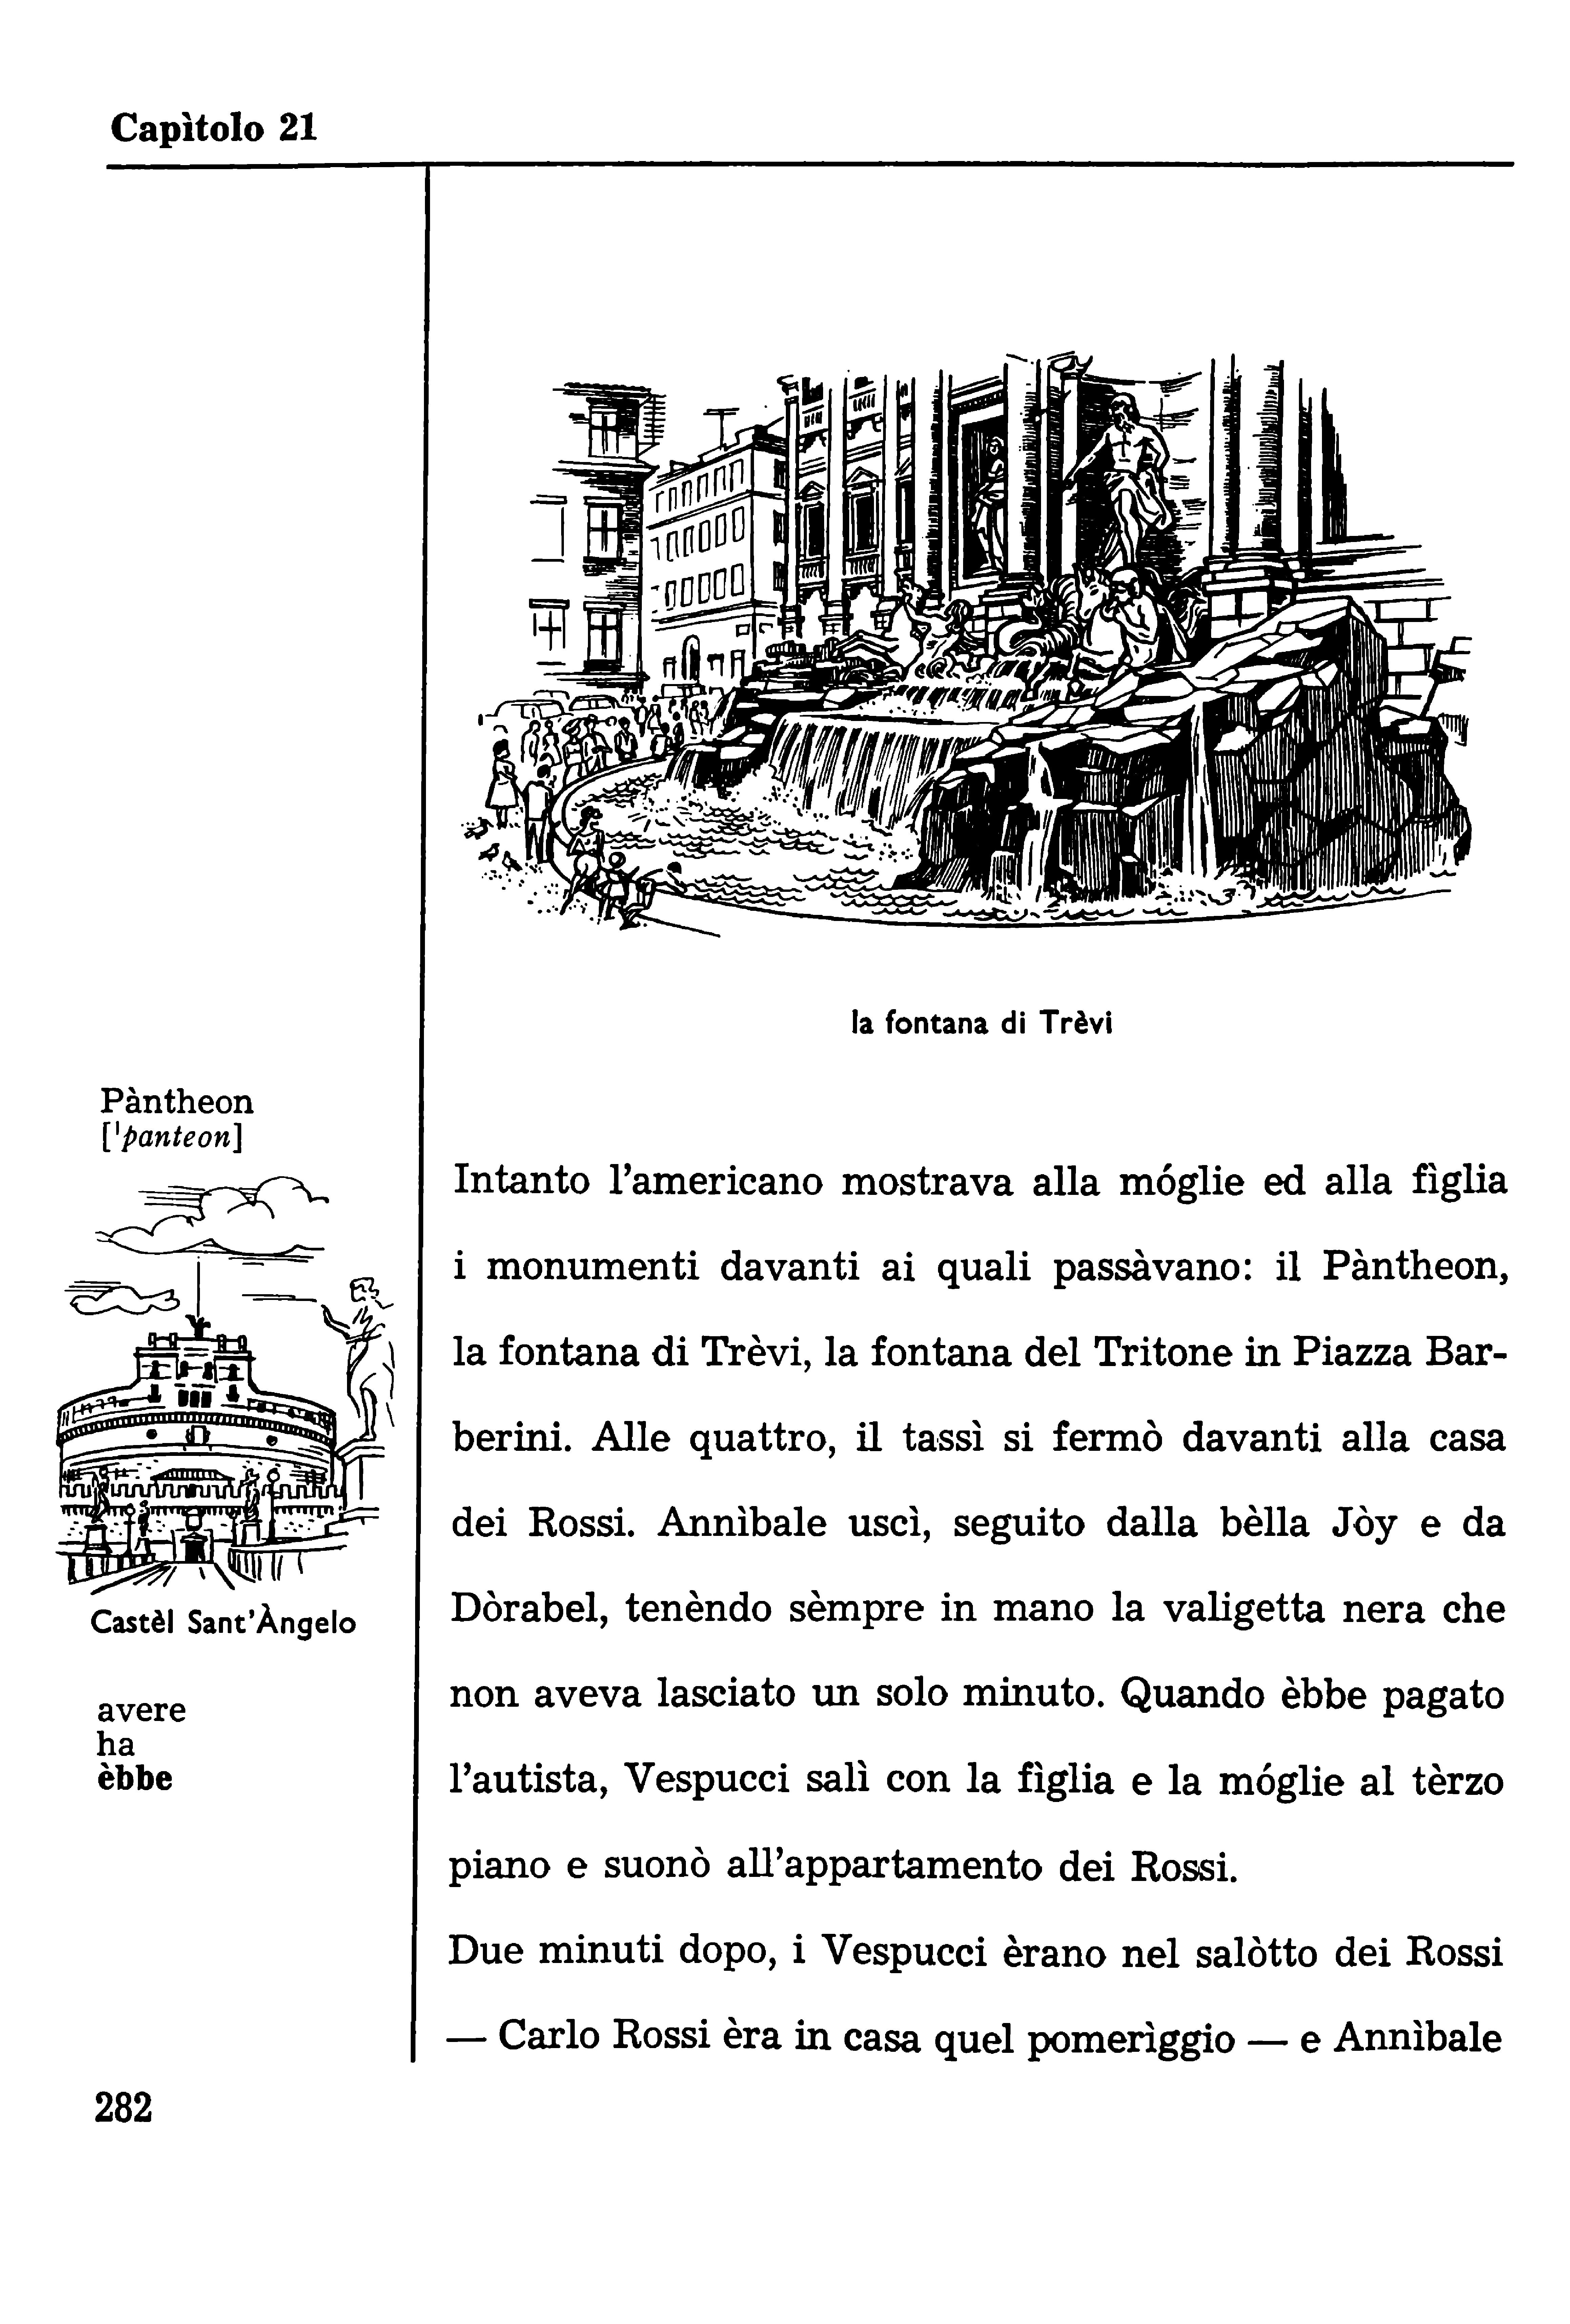 Capìtolo 21
la fontana di Trèvi
Pàntheon
['panteon]
Castèl Sant'Àngelo
avere
ha
èbbe
Intanto l'americano mostrava alla móglie ed alla fìglia
i monumenti davanti ai quali passàvano: il Pàntheon,
la fontana di Trèvi, la fontana del Tritone in Piazza Bar-
berini. Alle quattro, il tassì si fermò davanti alla casa
dei Rossi. Annìbale uscì, seguito dalla bèlla Jòy e da
Dòrabel, tenèndo sèmpre in mano la valigetta nera che
non aveva lasciato un solo minuto. Quando èbbe pagato
l'autista, Vespucci salì con la fìglia e la móglie al tèrzo
piano e suonò all'appartamento dei Rossi.
Due minuti dopo, i Vespucci èrano nel salòtto dei Rossi
— Carlo Rossi èra in casa quel pomerìggio — e Annìbale
282